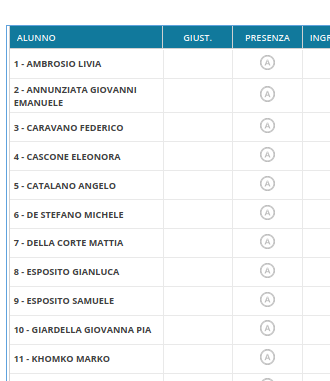 ALUNNO GIUST. PRESENZA INGR
1 - AMBROSIO LIVIA A
2 - ANNUNZIATA GIOVANNI
EMANUELE A
3 - CARAVANO FEDERICO A
4 - CASCONE ELEONORA A
5 - CATALANO ANGELO A
6 - DE STEFANO MICHELE A
7 - DELLA CORTE MATTIA A
8 - ESPOSITO GIANLUCA A
9 - ESPOSITO SAMUELE A
10 - GIARDELLA GIOVANNA PIA A
11 - KHOMKO MARKO A